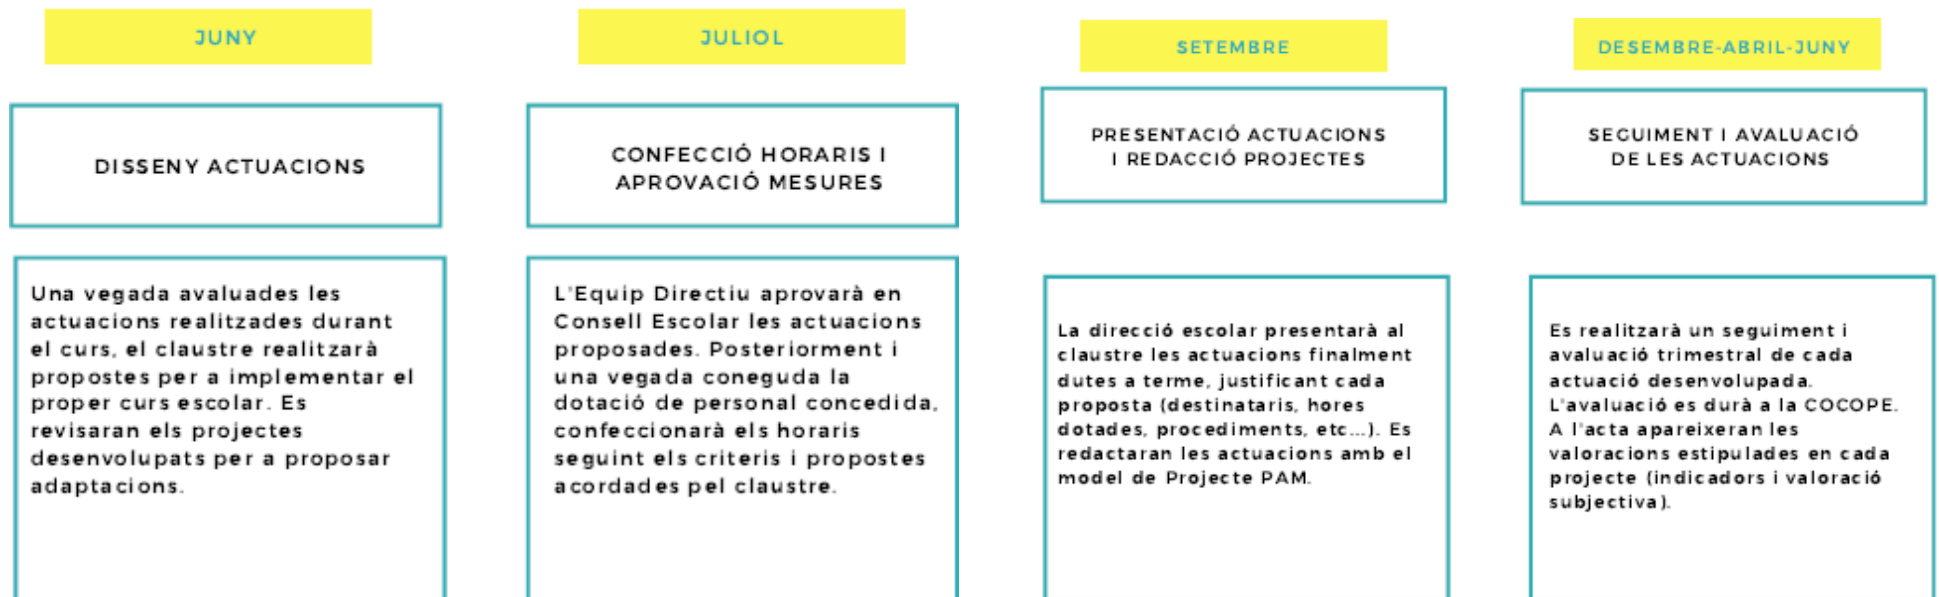 JUNY
DISSENY ACTUACIONS
Una vegada avaluades les
actuacions realitzades durant
el curs, el claustre realitzarà
propostes per a implementar el
proper curs escolar. Es
revisaran els projectes
desenvolupats per a proposar
adaptacions.
JULIOL
CONFECCIÓ HORARIS I
APROVACIÓ MESURES
L'Equip Directiu aprovarà en
Consell Escolar les actuacions
proposades. Posteriorment i
una vegada coneguda la
dotació de personal concedida,
confeccionarà els horaris
seguint els criteris i propostes
acordades pel claustre.
SETEMBRE
PRESENTACIÓ ACTUACIONS
I REDACCIÓ PROJECTES
La direcció escolar presentarà al
claustre les actuacions finalment
dutes a terme, justificant cada
proposta (destinataris, hores
dotades, procediments, etc...). Es
redactaran les actuacions amb el
model de Projecte PAM.
DESEMBRE-ABRIL-JUNY
SEGUIMENT I AVALUACIÓ
DE LES ACTUACIONS
Es realitzarà un seguiment i
avaluació trimestral de cada
actuació desenvolupada.
L'avaluació es durà a la COCOPE.
A l'acta apareixeran les
valoracions estipulades en cada
projecte (indicadors i valoració
subjectiva).